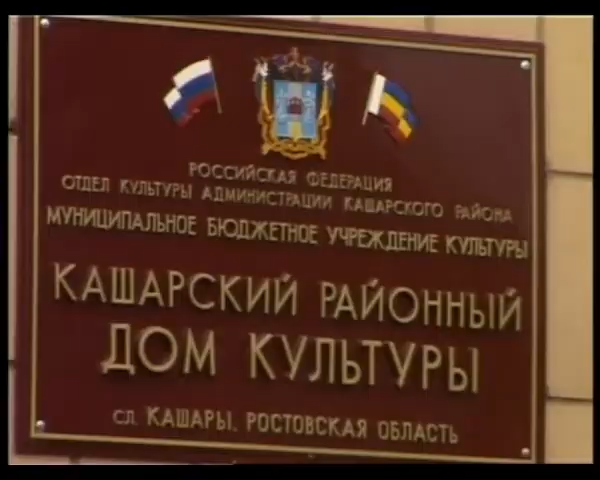 РОССИЙСКАЯ ФЕДЕРАЦИЯ
ОТДЕЛ КУЛЬТУРЫ АДМИНИСТРАЦИИ КАШАРСКОГО РАЙОНА
МУНИЦИПАЛЬНОЕ БЮДЖЕТНОЕ УЧРЕЖДЕНИЕ КУЛЬТУРЫ
КАШАРСКИЙ РАЙОННЫЙ
ДОМ КУЛЬТУРЫ
сл. КАШАРЫ, РОСТОВСКАЯ ОБЛАСТЬ